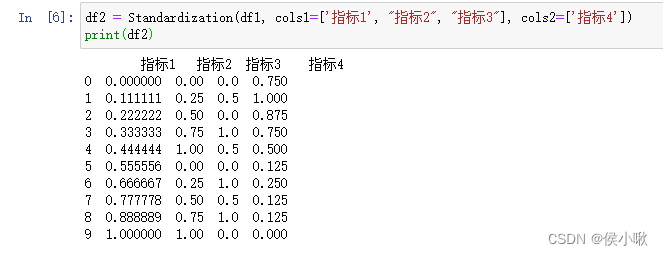 In [6]: df2 = Standardization(df1, cols1=['指标1', "指标2", "指标3"], cols2=['指标4'])
print(df2)
指标1 指标2 指标3 指标4
0 0.000000 0.00 0.0 0.750
1 0.111111 0.25 0.5 1.000
2 0.222222 0.50 0.0 0.875
3 0.333333 0.75 1.0 0.750
4 0.444444 1.00 0.5 0.500
5 0.555556 0.00 0.0 0.125
6 0.666667 0.25 1.0 0.250
7 0.777778 0.50 0.5 0.125
8 0.888889 0.75 1.0 0.125
9 1.000000 1.00 0.0 0.000
CSDN @侯小啾